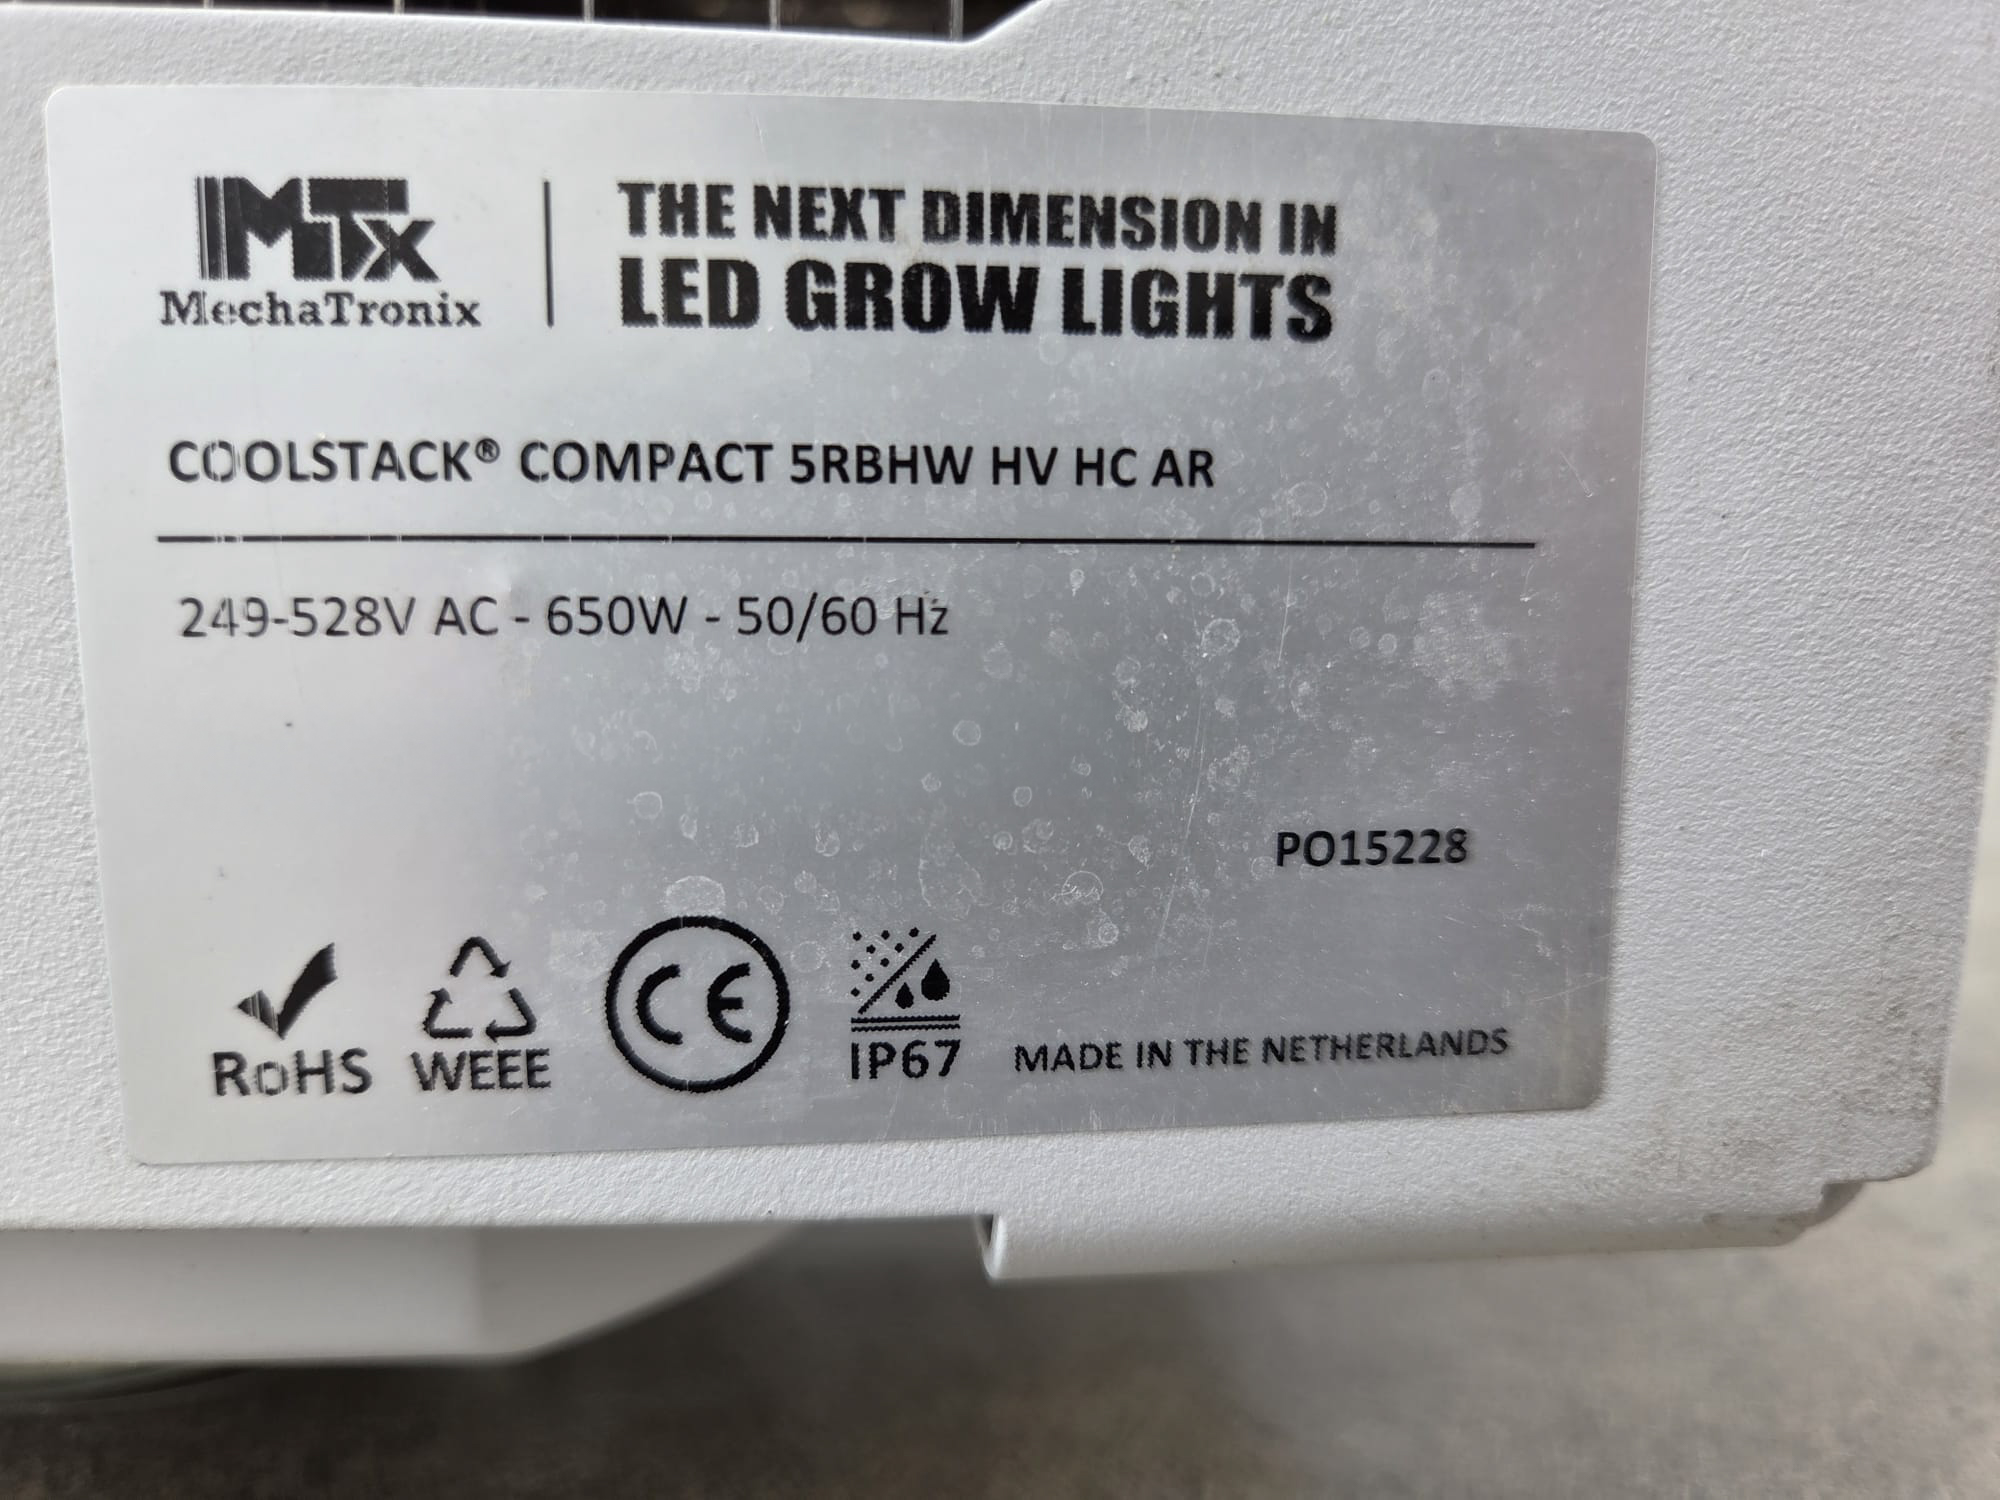 MTx
MechaTronix
THE NEXT DIMENSION IN
LED GROW LIGHTS
COOLSTACK® COMPACT 5RBHW HV HC AR
249-528V AC - 650W - 50/60 Hz
PO15228
RoHS
WEEE
CE
IP67
MADE IN THE NETHERLANDS